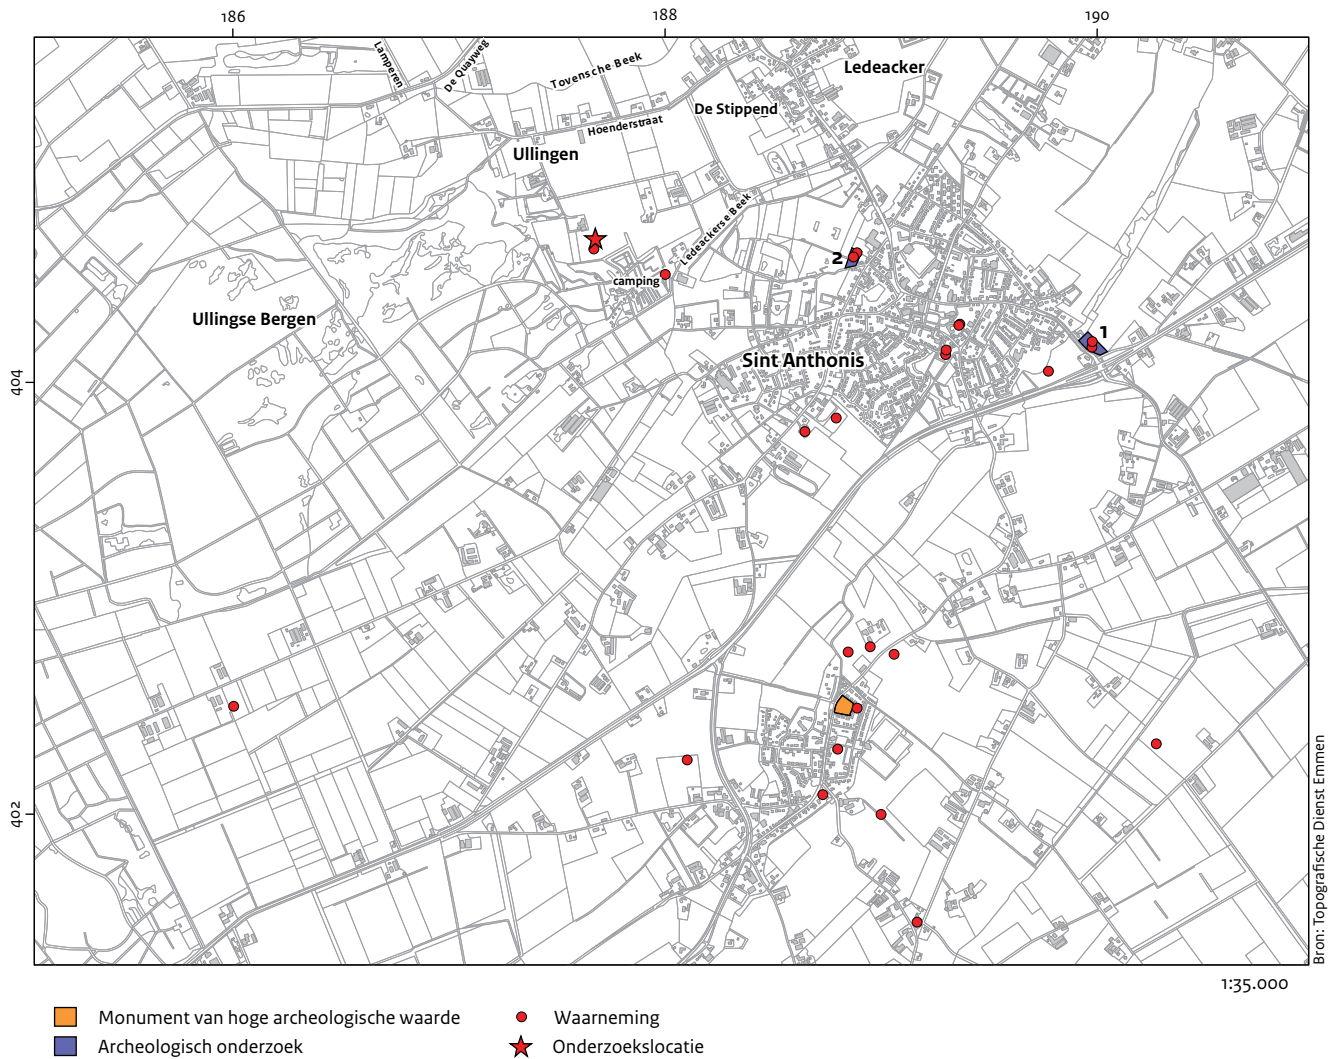 186
188
190
Lamperen
De Quayweg
Tovensche Beek
Ledeacker
De Stippend
Hoenderstraat
Ullingen
Ledeackerse Beek
2
camping
Ullingse Bergen
1
Sint Anthonis
404
402
Bron: Topografische Dienst Emmen
1:35.000
Monument van hoge archeologische waarde
Waarneming
Archeologisch onderzoek
Onderzoekslocatie